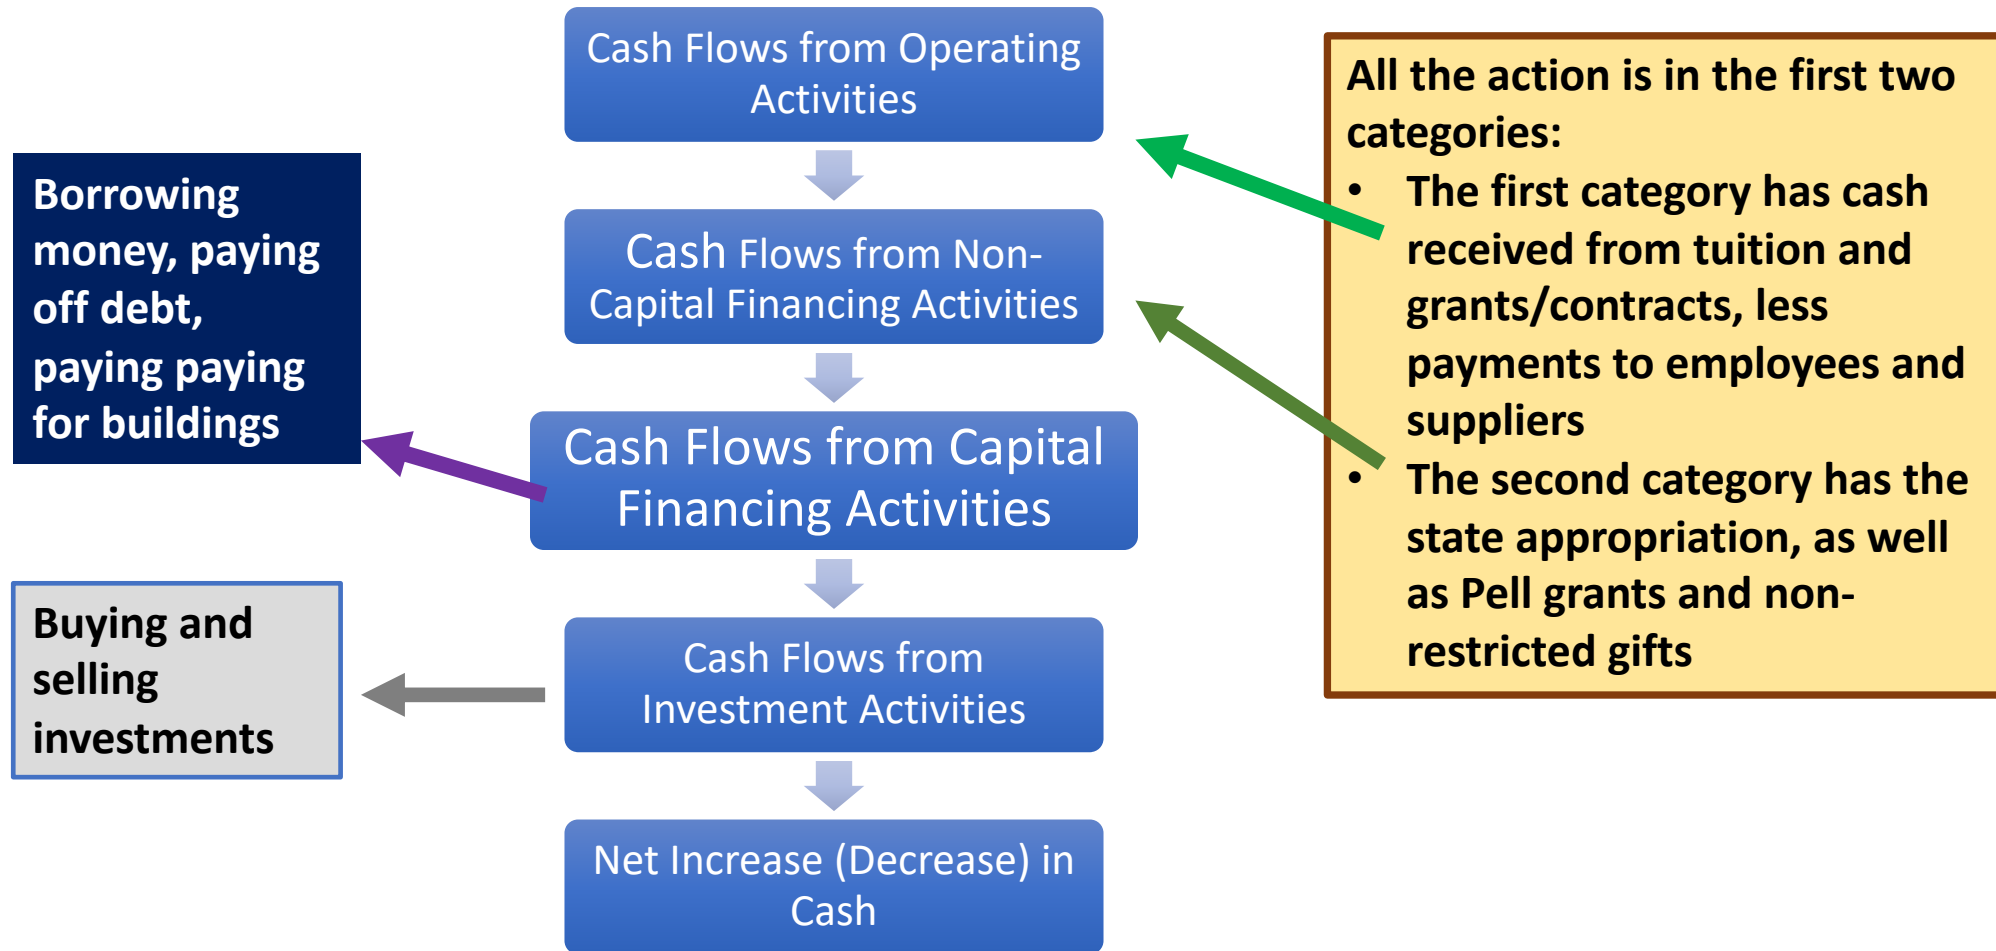 Cash Flows from Operating
Activities
Cash Flows from Non-
Capital Financing Activities
Cash Flows from Capital
Financing Activities
Cash Flows from
Investment Activities
Net Increase (Decrease) in
Cash
Borrowing
money, paying
off debt,
paying paying
for buildings
Buying and
selling
investments
All the action is in the first two
categories:
• The first category has cash
received from tuition and
grants/contracts, less
payments to employees and
suppliers
• The second category has the
state appropriation, as well
as Pell grants and non-
restricted gifts